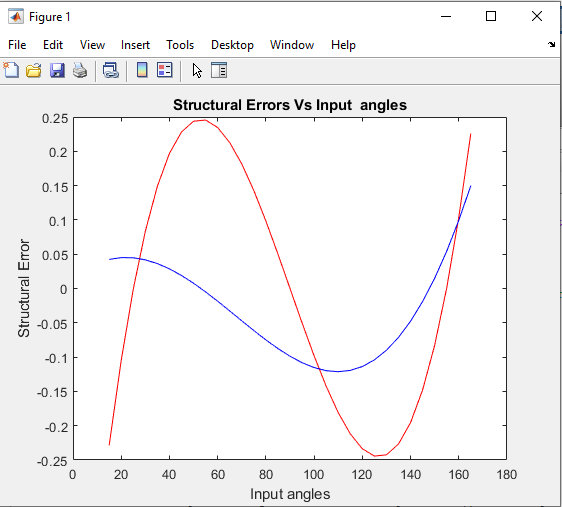 Figure 1
File Edit View Insert Tools Desktop Window Help
Structural Errors Vs Input  angles
0.25
0.2
0.15
0.1
0.05
0
-0.05
-0.1
-0.15
-0.2
-0.25
Structural Error
0 20 40 60 80 100 120 140 160 180
Input angles